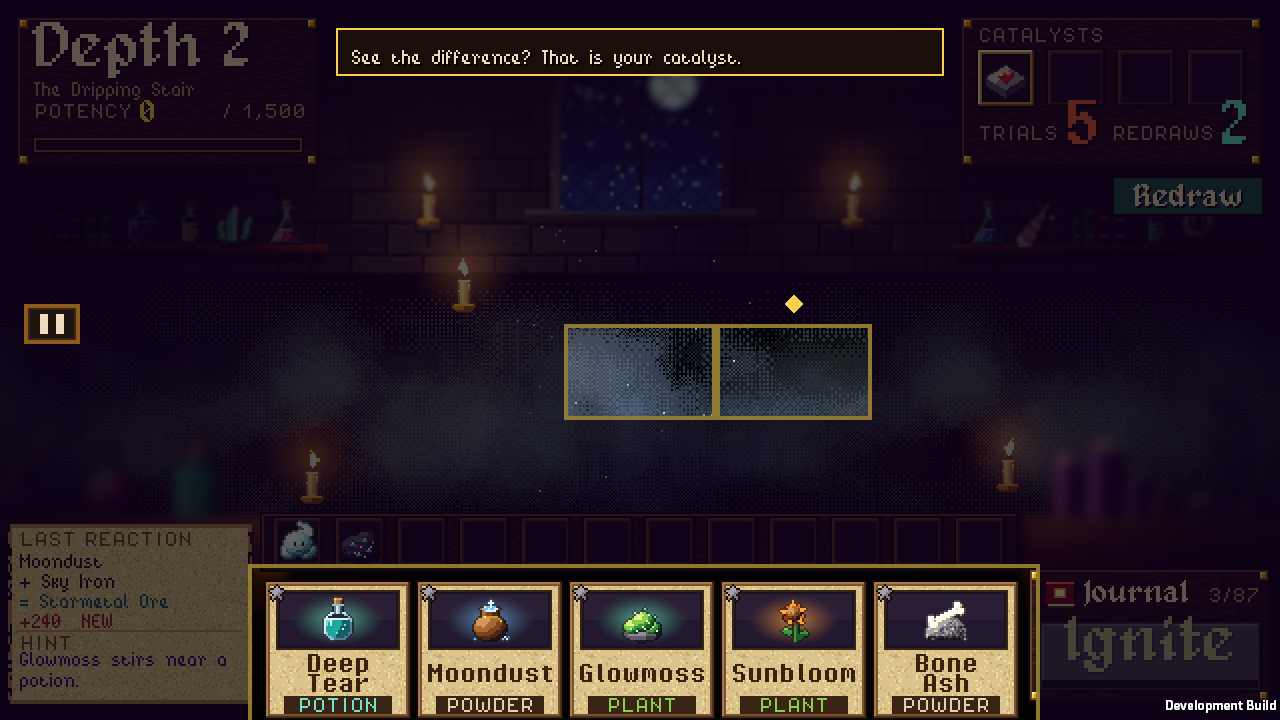 Depth 2
The Dripping Stair
POTENCY 0 / 1,500
See the difference? That is your catalyst.
CATALYSTS
TRIALS 5 REDRAWS 2
Redraw
LAST REACTION
Moondust
+ Sky Iron
= Starmetal Ore
+240 NEW
HINT
Glowmoss stirs near a
potion.
Deep
Tear
POTION
Moondust
POWDER
Glowmoss
PLANT
Sunbloom
PLANT
Bone
Ash
POWDER
Journal 3/87
Ignite
Development Build